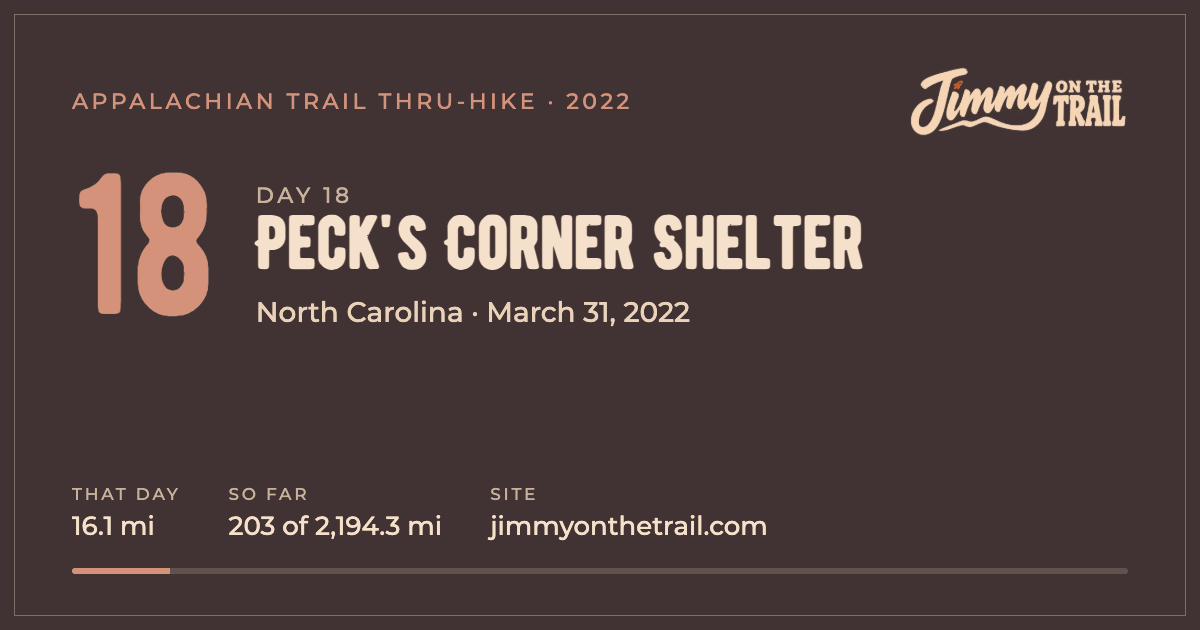 APPALACHIAN TRAIL THRU-HIKE · 2022
Jimmy ON THE TRAIL
18
DAY 18
PECK'S CORNER SHELTER
North Carolina · March 31, 2022
THAT DAY
16.1 mi
SO FAR
203 of 2,194.3 mi
SITE
jimmyonthetrail.com